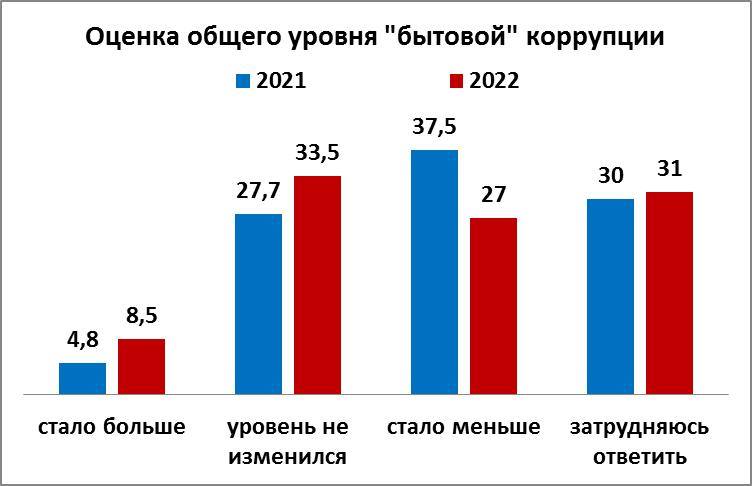 Оценка общего уровня "бытовой" коррупции
2021 2022
4,8 8,5 27,7 33,5 37,5 27 30 31
стало больше уровень не стало меньше затрудняюсь
изменился ответить